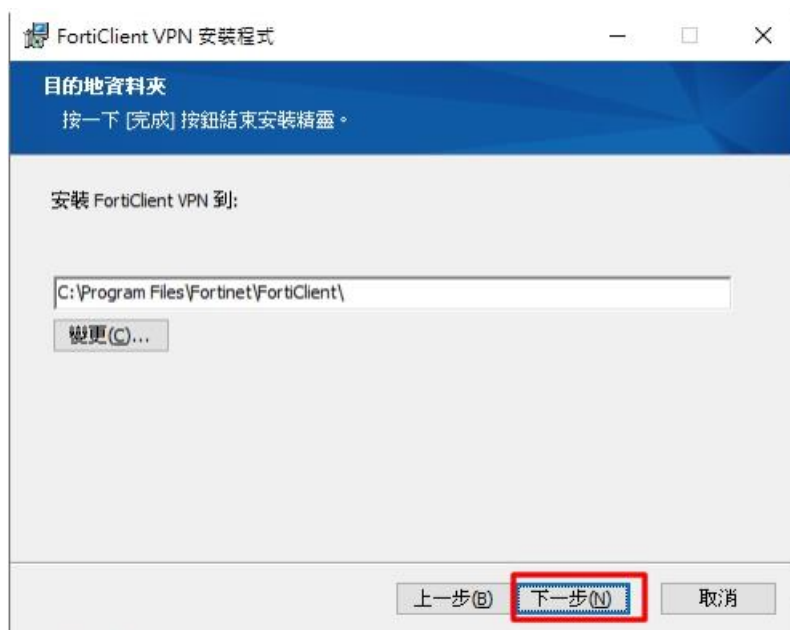 FortiClient VPN 安裝程式
目的地資料夾
按一下 [完成] 按鈕結束安裝精靈。
安裝 FortiClient VPN 到:
C:\Program Files\Fortinet\FortiClient\
變更(C)...
上一步(B) 下一步(N) 取消